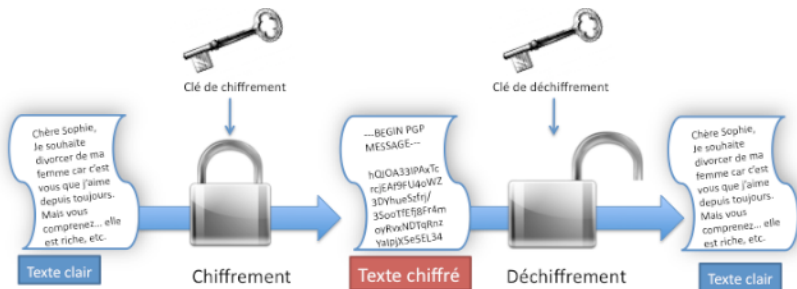 Clé de chiffrement
Clé de déchiffrement
Chère Sophie,
Je souhaite
divorcer de ma
femme car c'est
vous que j'aime
depuis toujours.
Mais vous
comprenez... elle
est riche, etc.
Texte clair
Chiffrement
---BEGIN PGP
MESSAGE---
hQIOA33IPAxTc
rcjEAf9FU4oWZ
3DYhueSzfrj/
3SooTfEfj8Fr4m
oyRvxNDTqRnz
YaIpjXSeSEL34
Texte chiffré
Déchiffrement
Chère Sophie,
Je souhaite
divorcer de ma
femme car c'est
vous que j'aime
depuis toujours.
Mais vous
comprenez... elle
est riche, etc.
Texte clair